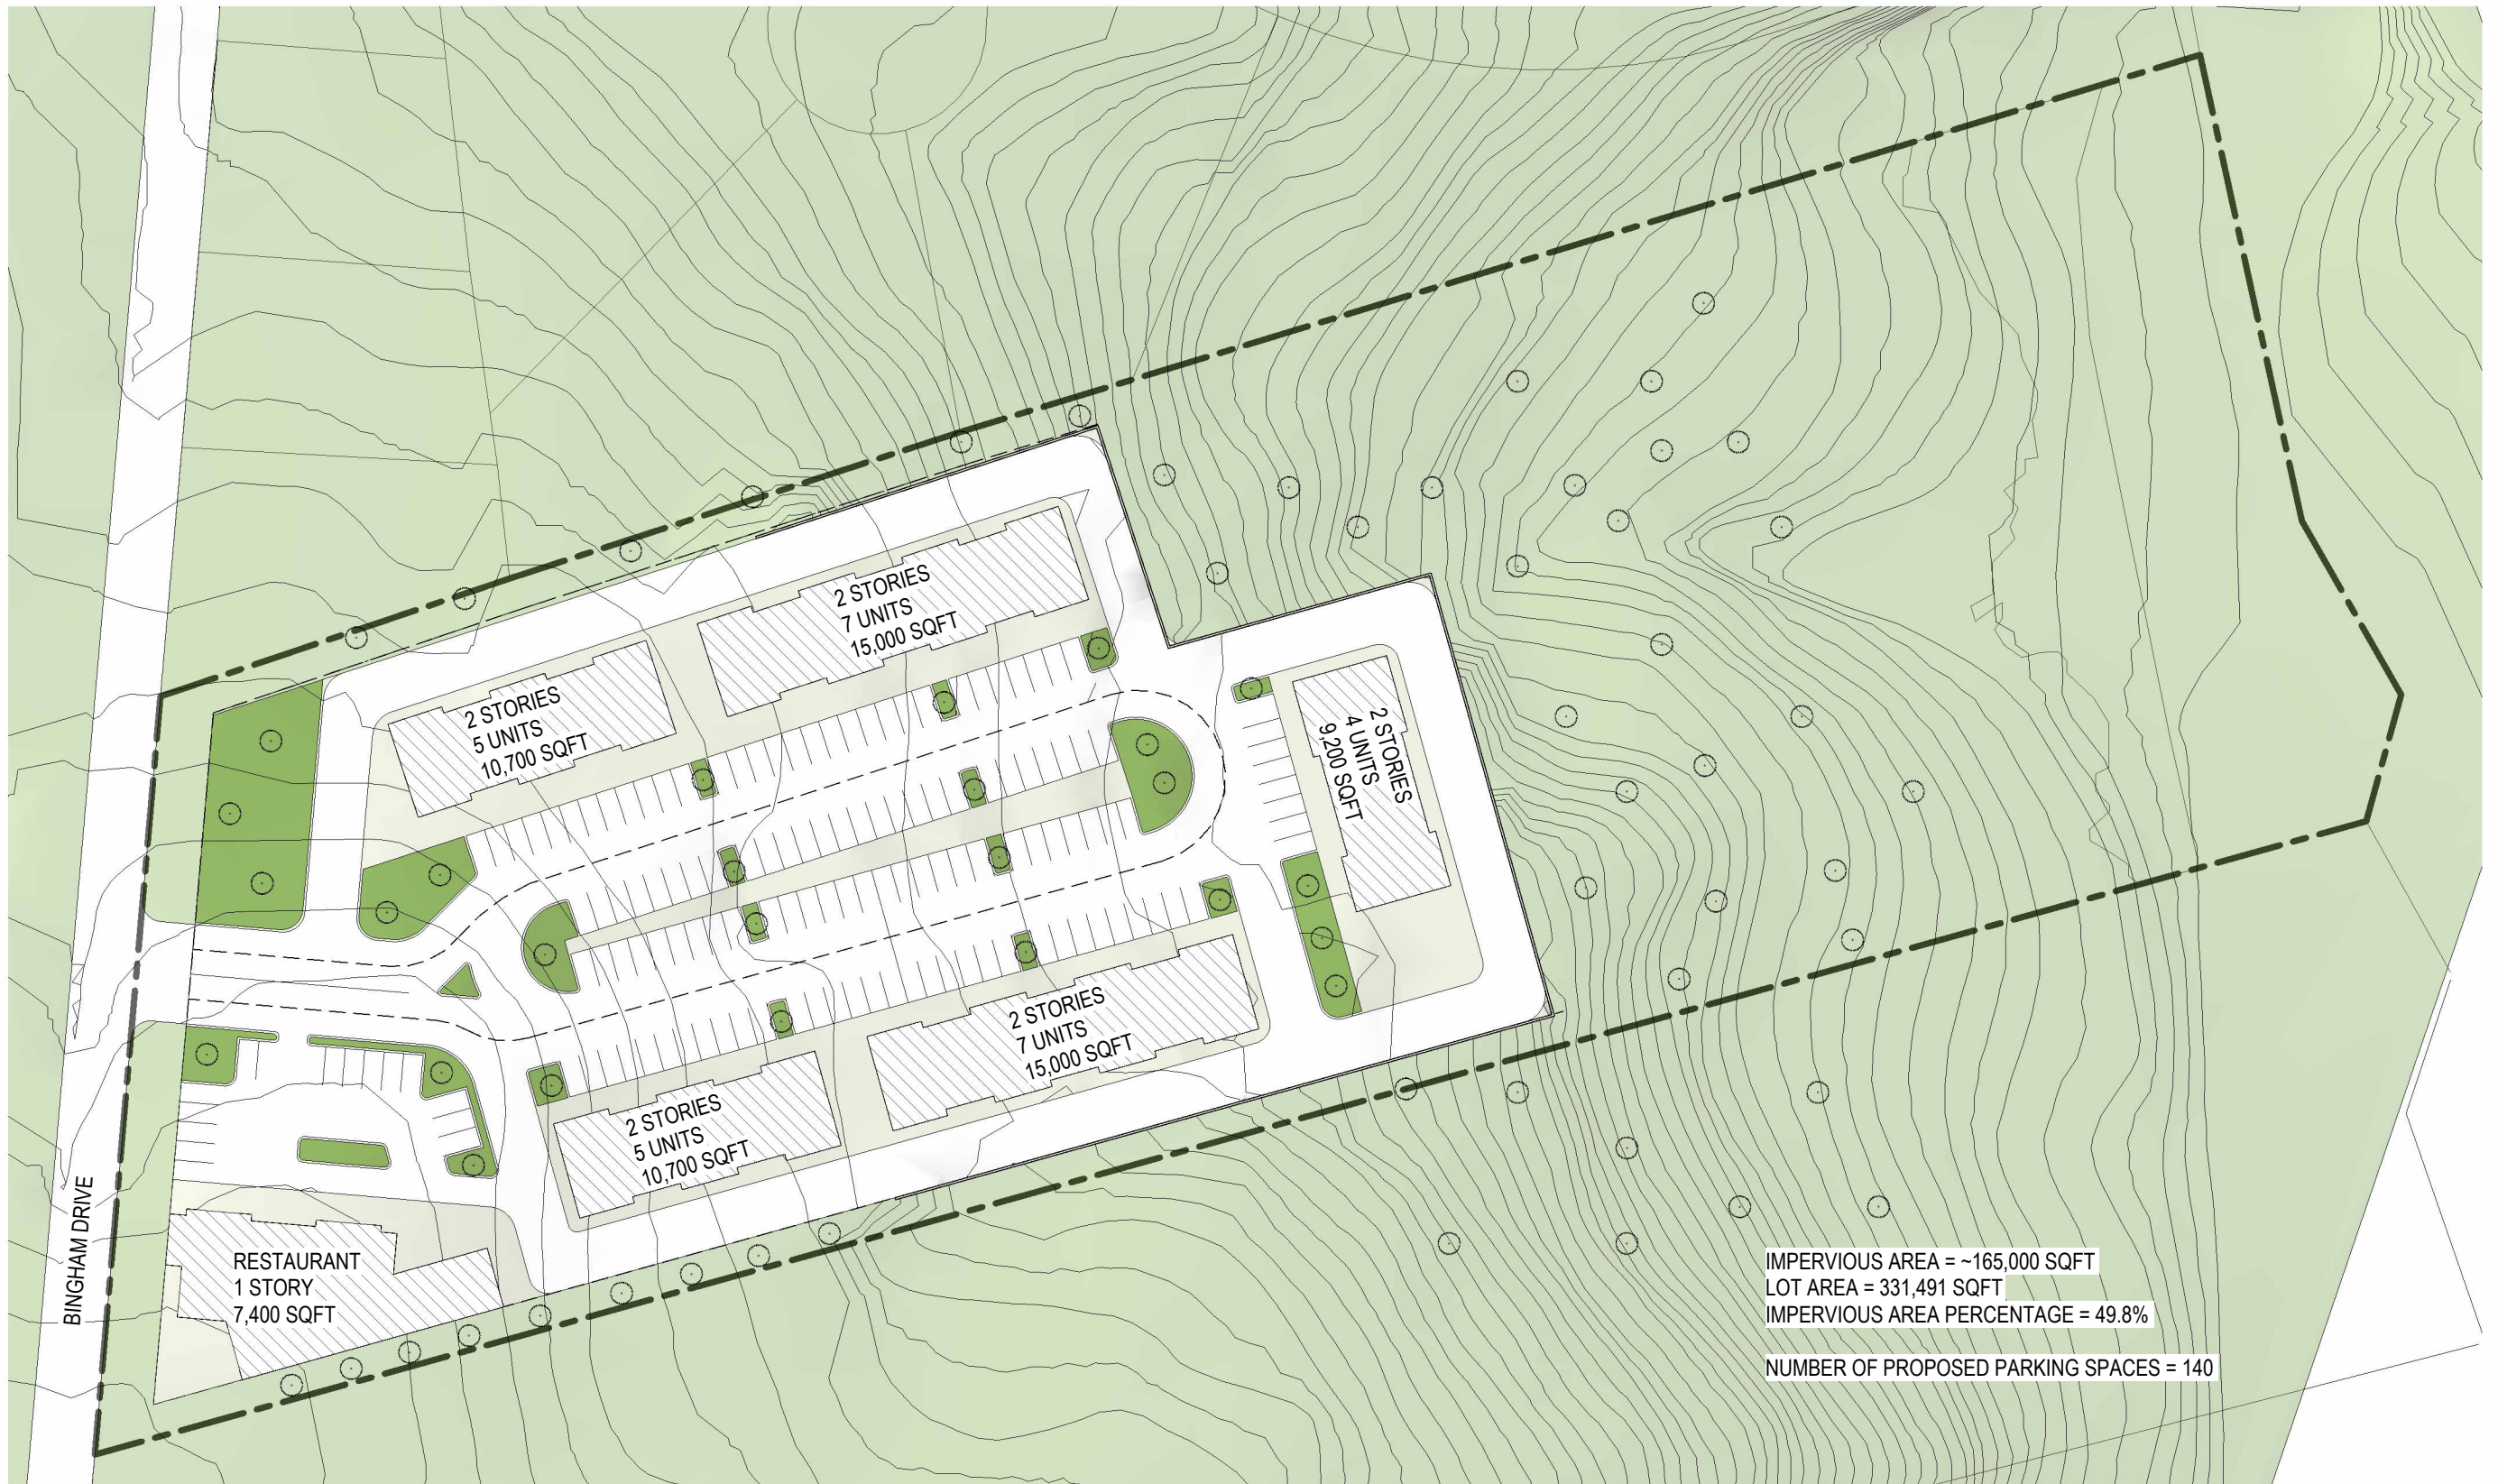 2 STORIES
7 UNITS
15,000 SQFT
2 STORIES
5 UNITS
10,700 SQFT
2 STORIES
4 UNITS
9,200 SQFT
2 STORIES
7 UNITS
15,000 SQFT
2 STORIES
5 UNITS
10,700 SQFT
BINGHAM DRIVE
RESTAURANT
1 STORY
7,400 SQFT
IMPERVIOUS AREA = ~165,000 SQFT
LOT AREA = 331,491 SQFT
IMPERVIOUS AREA PERCENTAGE = 49.8%
NUMBER OF PROPOSED PARKING SPACES = 140